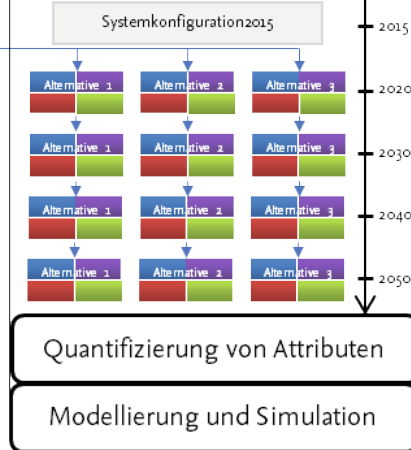 Systemkonfiguration2015
2015
Alternative 1 Alternative 2 Alternative 3
2020
Alternative 1 Alternative 2 Alternative 3
2030
Alternative 1 Alternative 2 Alternative 3
2040
Alternative 1 Alternative 2 Alternative 3
2050
Quantifizierung von Attributen
Modellierung und Simulation